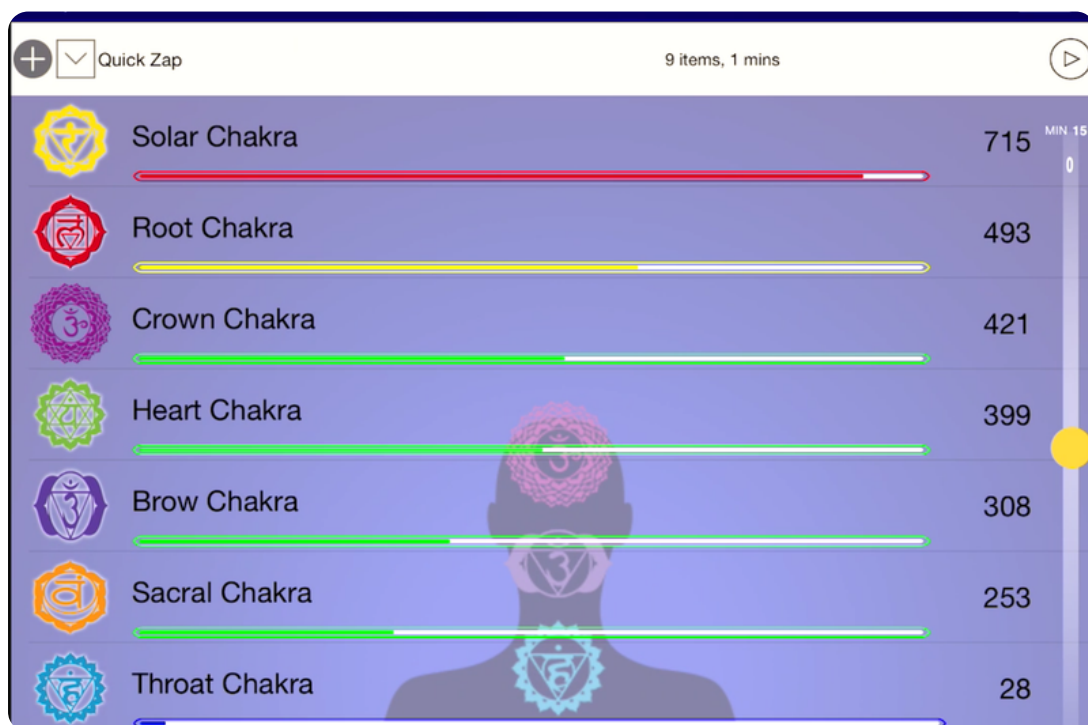 Quick Zap 9 items, 1 mins
MIN 15
0
Solar Chakra 715
Root Chakra 493
Crown Chakra 421
Heart Chakra 399
Brow Chakra 308
Sacral Chakra 253
Throat Chakra 28